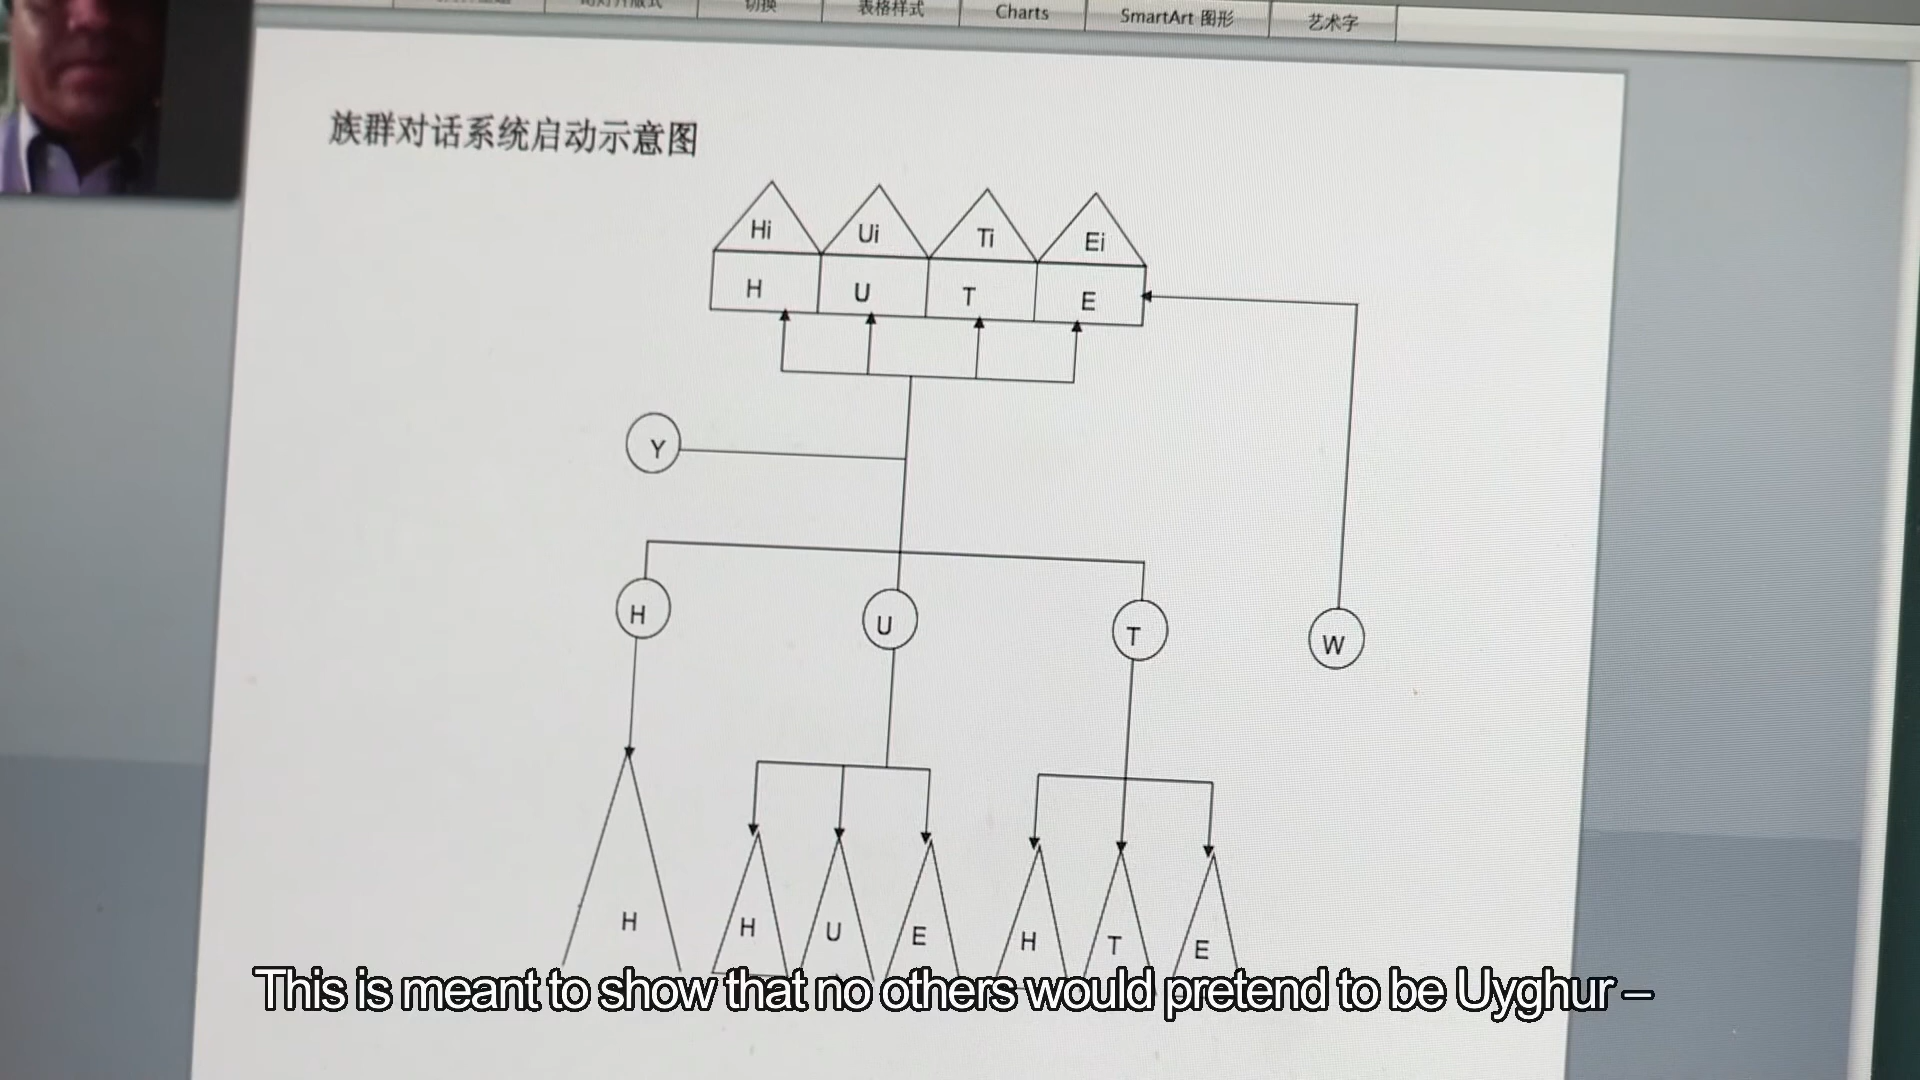 切换
表格样式
Charts
SmartArt 图形
艺术字
族群对话系统启动示意图
Hi Ui Ti Ei
H U T E
Y
H U T W
H H U E H T E
This is meant to show that no others would pretend to be Uyghur –